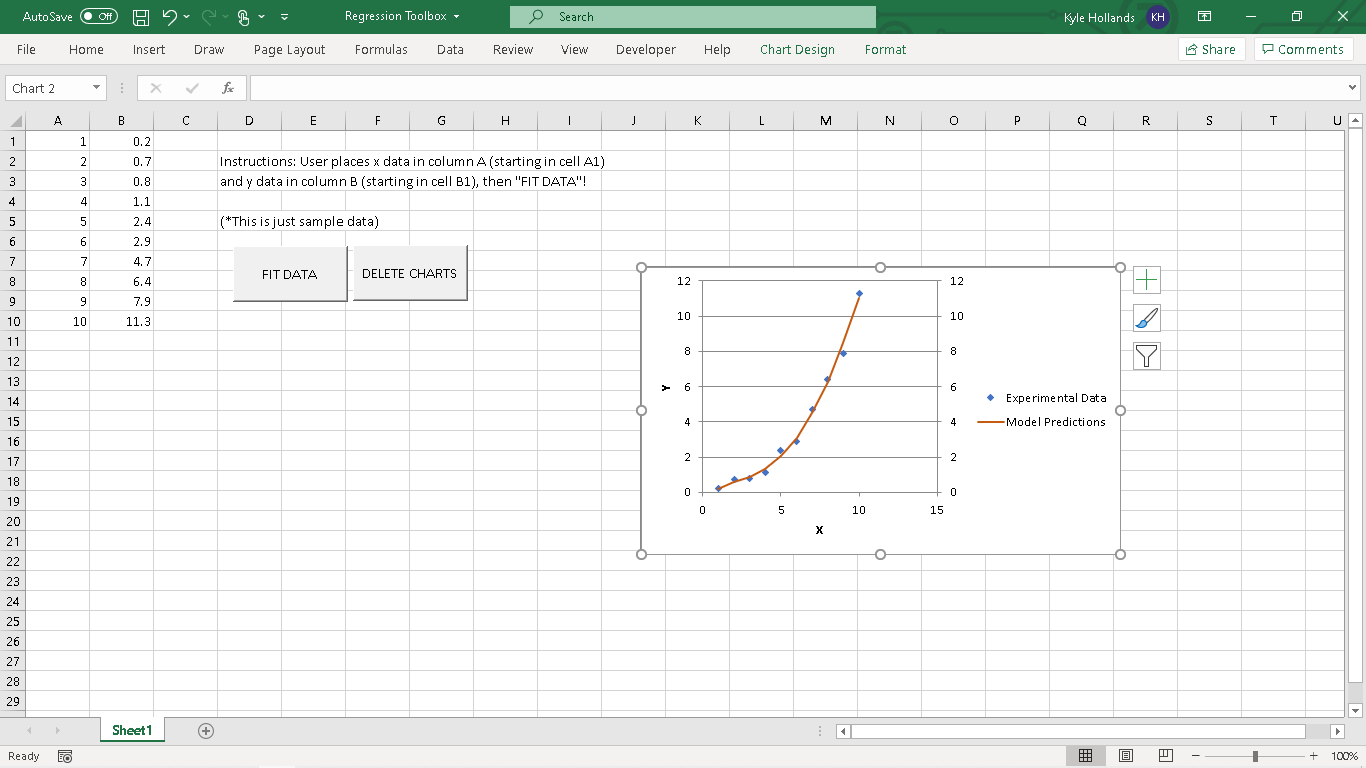 AutoSave Off Regression Toolbox Search Kyle Hollands KH
File Home Insert Draw Page Layout Formulas Data Review View Developer Help Chart Design Format Share Comments
Chart 2 fx
A B C D E F G H I J K L M N O P Q R S T U
1 1 0.2
2 2 0.7 Instructions: User places x data in column A (starting in cell A1)
3 3 0.8 and y data in column B (starting in cell B1), then "FIT DATA"!
4 4 1.1
5 5 2.4 (*This is just sample data)
6 6 2.9
7 7 4.7
8 8 6.4
9 9 7.9
10 10 11.3
11
12
13
14
15
16
17
18
19
20
21
22
23
24
25
26
27
28
29
FIT DATA DELETE CHARTS
12 12
10 10
8 8
Y 6 6
4 4
2 2
0 0
0 5 10 15
X
Experimental Data
Model Predictions
Sheet1
Ready 100%